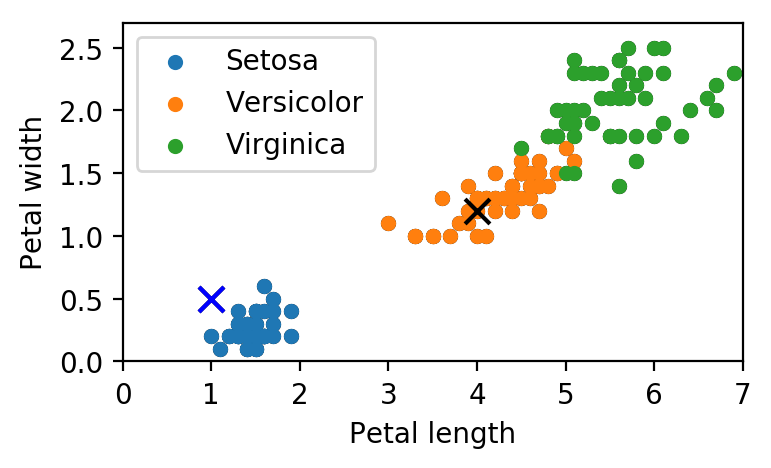 2.5
2.0
1.5
1.0
0.5
0.0
Petal width
Setosa
Versicolor
Virginica
0 1 2 3 4 5 6 7
Petal length